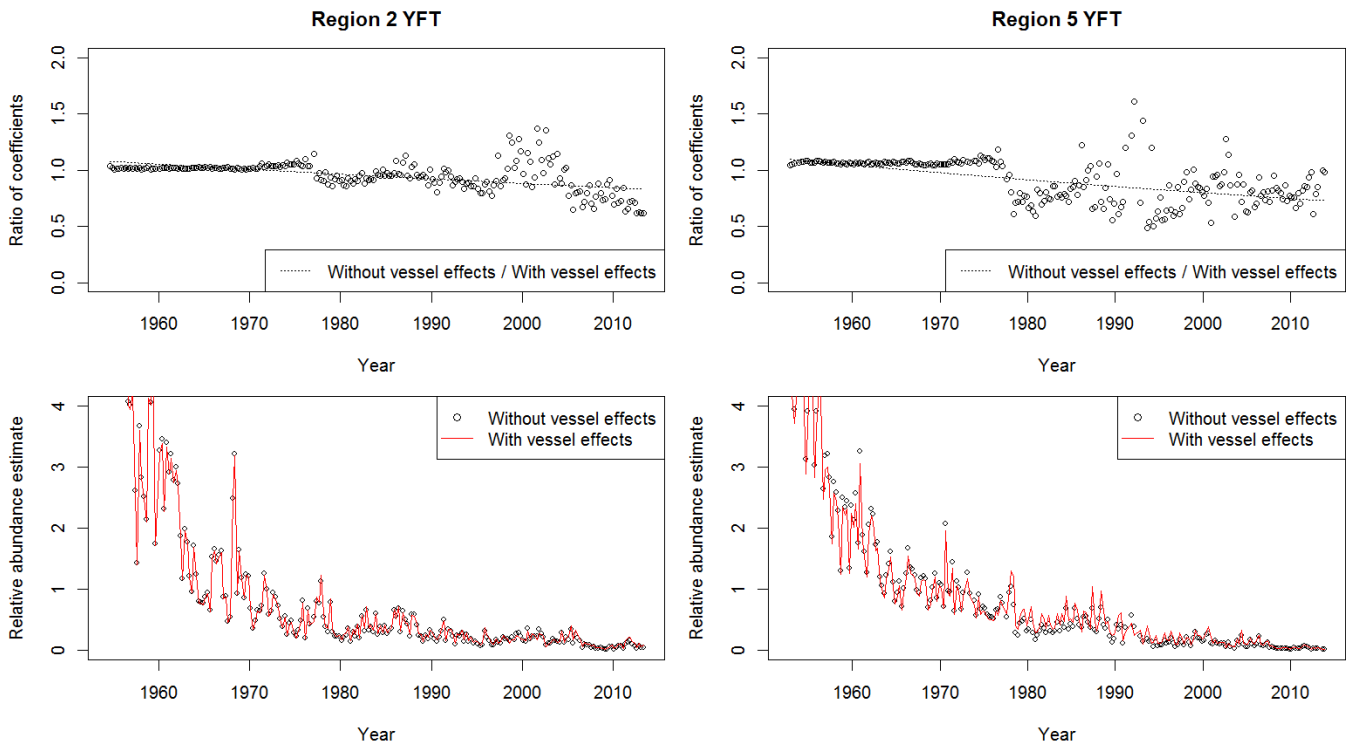 Region 2 YFT
Ratio of coefficients
2.0
1.5
1.0
0.5
0.0
Without vessel effects / With vessel effects
1960 1970 1980 1990 2000 2010
Year
Region 5 YFT
Ratio of coefficients
2.0
1.5
1.0
0.5
0.0
Without vessel effects / With vessel effects
1960 1970 1980 1990 2000 2010
Year
Relative abundance estimate
4
3
2
1
0
Without vessel effects
With vessel effects
1960 1970 1980 1990 2000 2010
Year
Relative abundance estimate
4
3
2
1
0
Without vessel effects
With vessel effects
1960 1970 1980 1990 2000 2010
Year